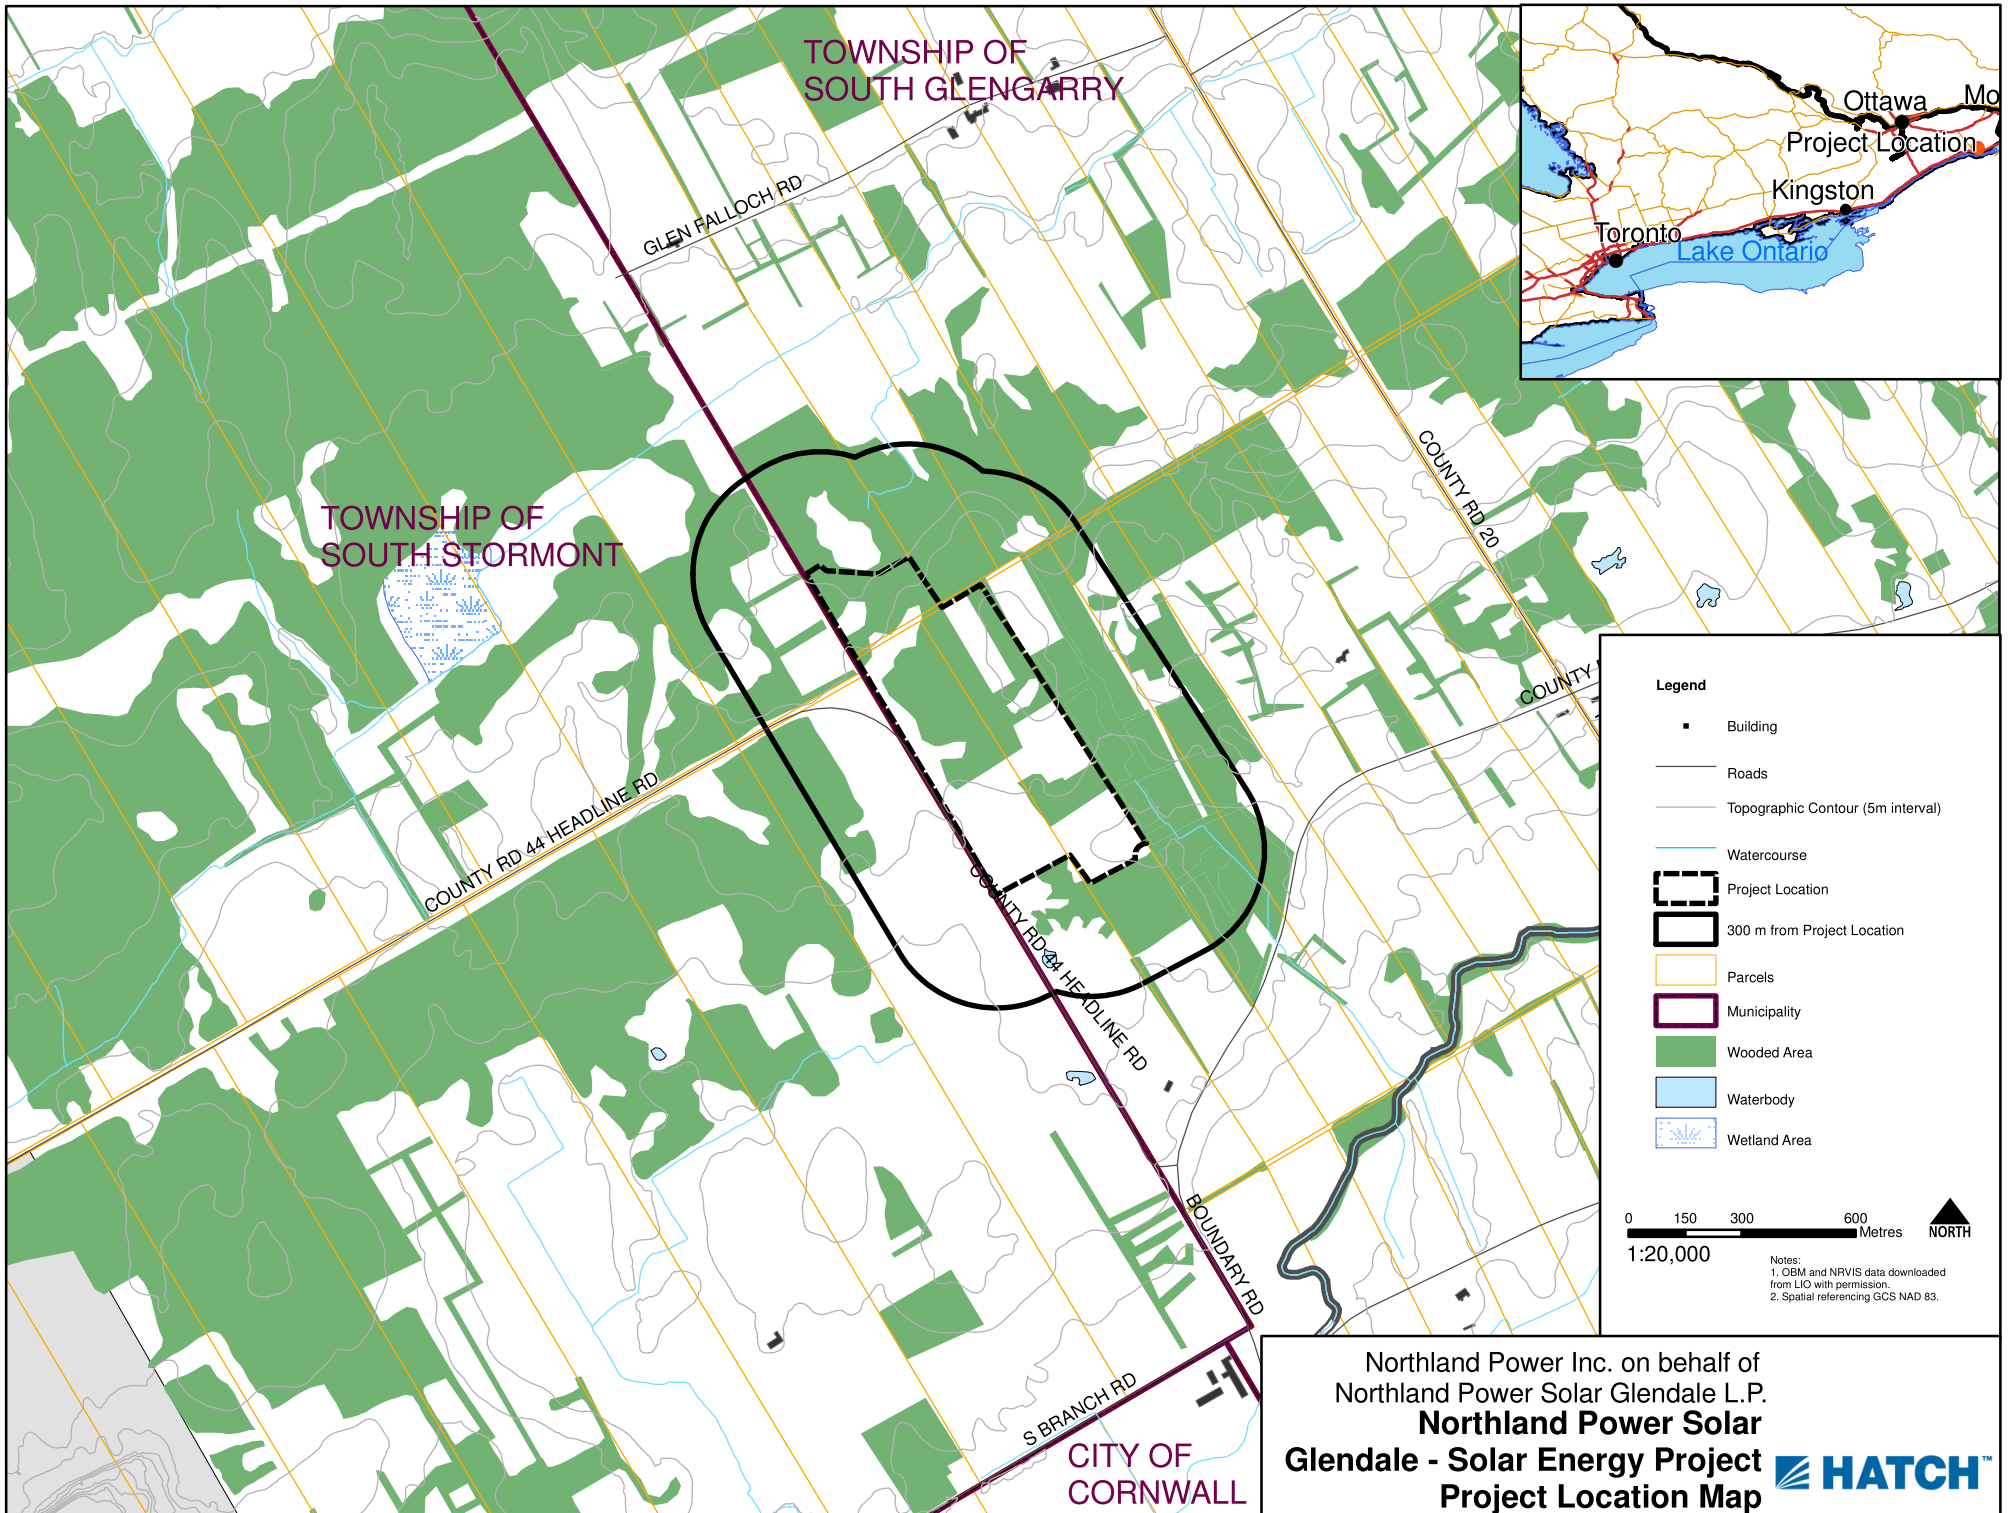 TOWNSHIP OF
SOUTH GLENGARRY
GLEN FALLOCH RD
TOWNSHIP OF
SOUTH STORMONT
COUNTY RD 20
COUNTY RD 44 HEADLINE RD
COUNTY RD 44 HEADLINE RD
BOUNDARY RD
S BRANCH RD
CITY OF
CORNWALL
COUNTY
Ottawa
Mo
Project Location
Kingston
Toronto
Lake Ontario
Legend
Building
Roads
Topographic Contour (5m interval)
Watercourse
Project Location
300 m from Project Location
Parcels
Municipality
Wooded Area
Waterbody
Wetland Area
0 150 300 600
Metres
1:20,000
NORTH
Notes:
1. OBM and NRVIS data downloaded
from LIO with permission.
2. Spatial referencing GCS NAD 83.
Northland Power Inc. on behalf of
Northland Power Solar Glendale L.P.
Northland Power Solar
Glendale - Solar Energy Project
Project Location Map
HATCH™